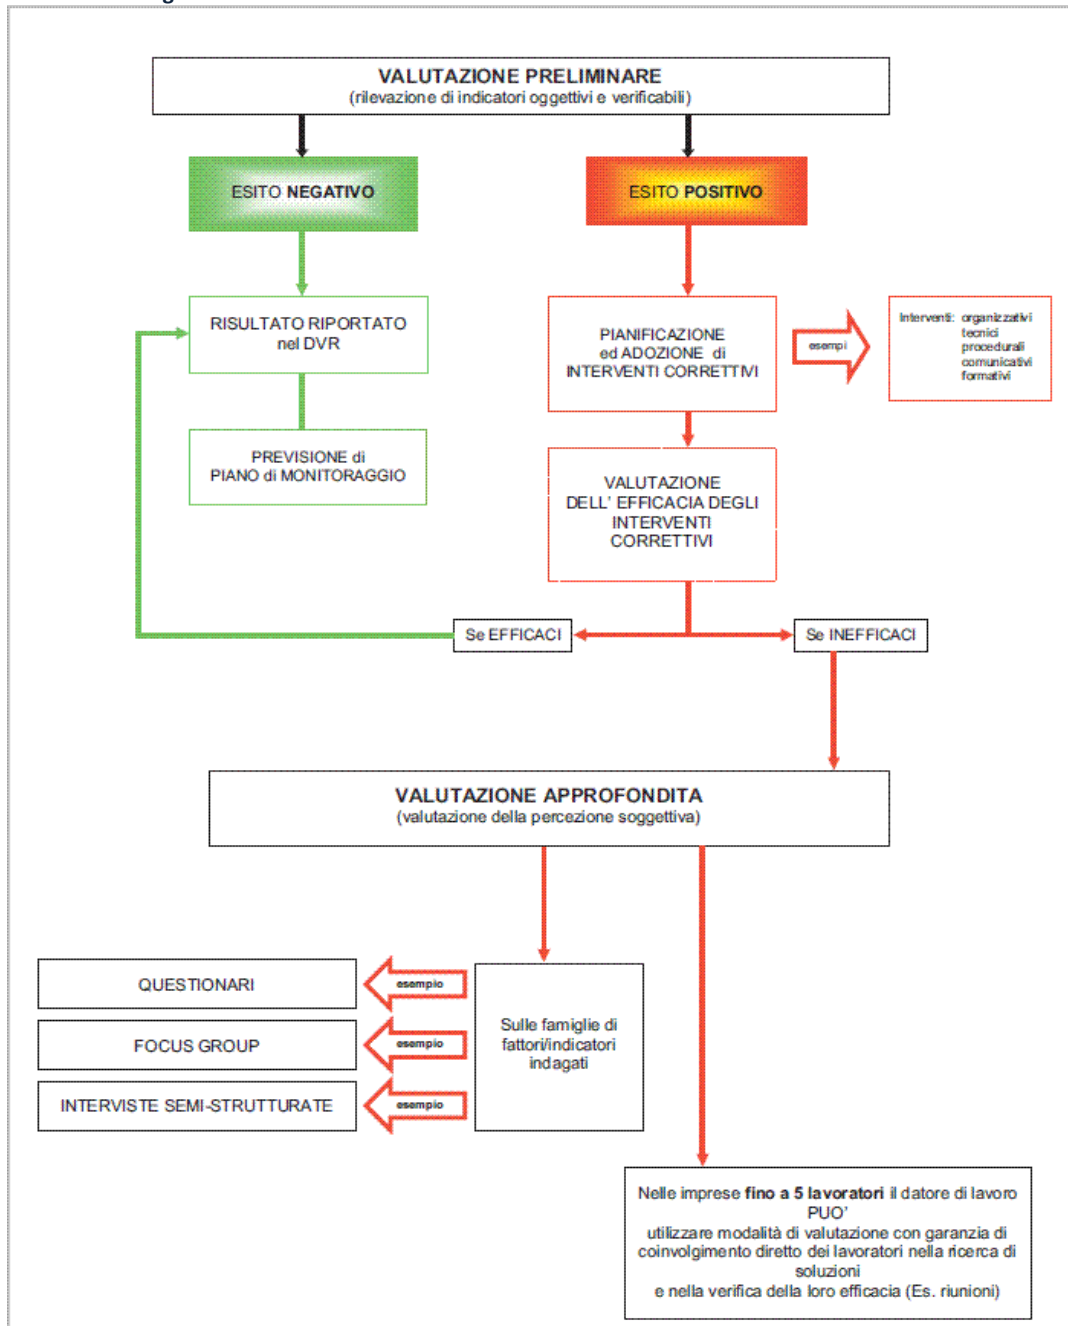 VALUTAZIONE PRELIMINARE
(rilevazione di indicatori oggettivi e verificabili)
ESITO NEGATIVO
ESITO POSITIVO
RISULTATO RIPORTATO
nel DVR
PIANIFICAZIONE
ed ADOZIONE di
INTERVENTI CORRETTIVI
esempi
Interventi: organizzativi
tecnici
procedurali
comunicativi
formativi
PREVISIONE di
PIANO di MONITORAGGIO
VALUTAZIONE
DELL' EFFICACIA DEGLI
INTERVENTI
CORRETTIVI
Se EFFICACI
Se INEFFICACI
VALUTAZIONE APPROFONDITA
(valutazione della percezione soggettiva)
QUESTIONARI
esempio
FOCUS GROUP
esempio
INTERVISTE SEMI-STRUTTURATE
esempio
Sulle famiglie di
fattori/indicatori
indagati
Nelle imprese fino a 5 lavoratori il datore di lavoro
PUO'
utilizzare modalità di valutazione con garanzia di
coinvolgimento diretto dei lavoratori nella ricerca di
soluzioni
e nella verifica della loro efficacia (Es. riunioni)